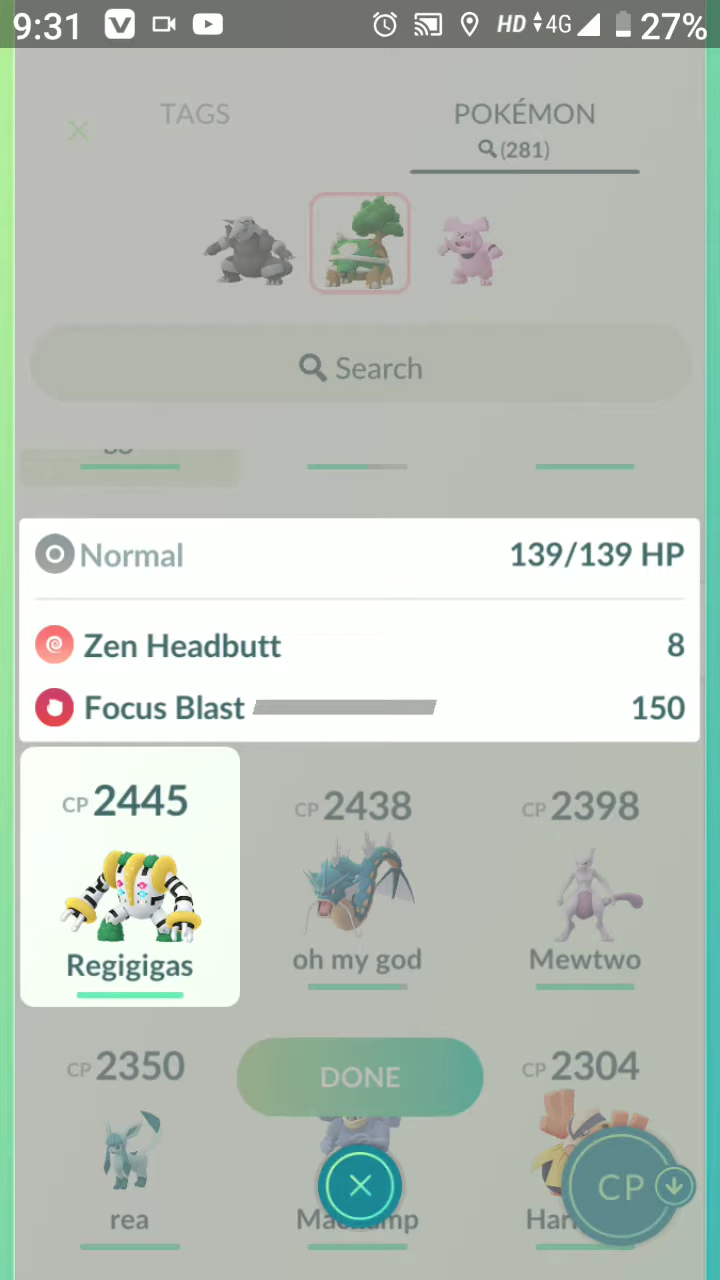 9:31 HD 4G 27%
TAGS POKÉMON
(281)
Search
Normal 139/139 HP
Zen Headbutt 8
Focus Blast 150
CP 2445 CP 2438 CP 2398
Regigigas oh my god Mewtwo
CP 2350 DONE CP 2304
CP
rea